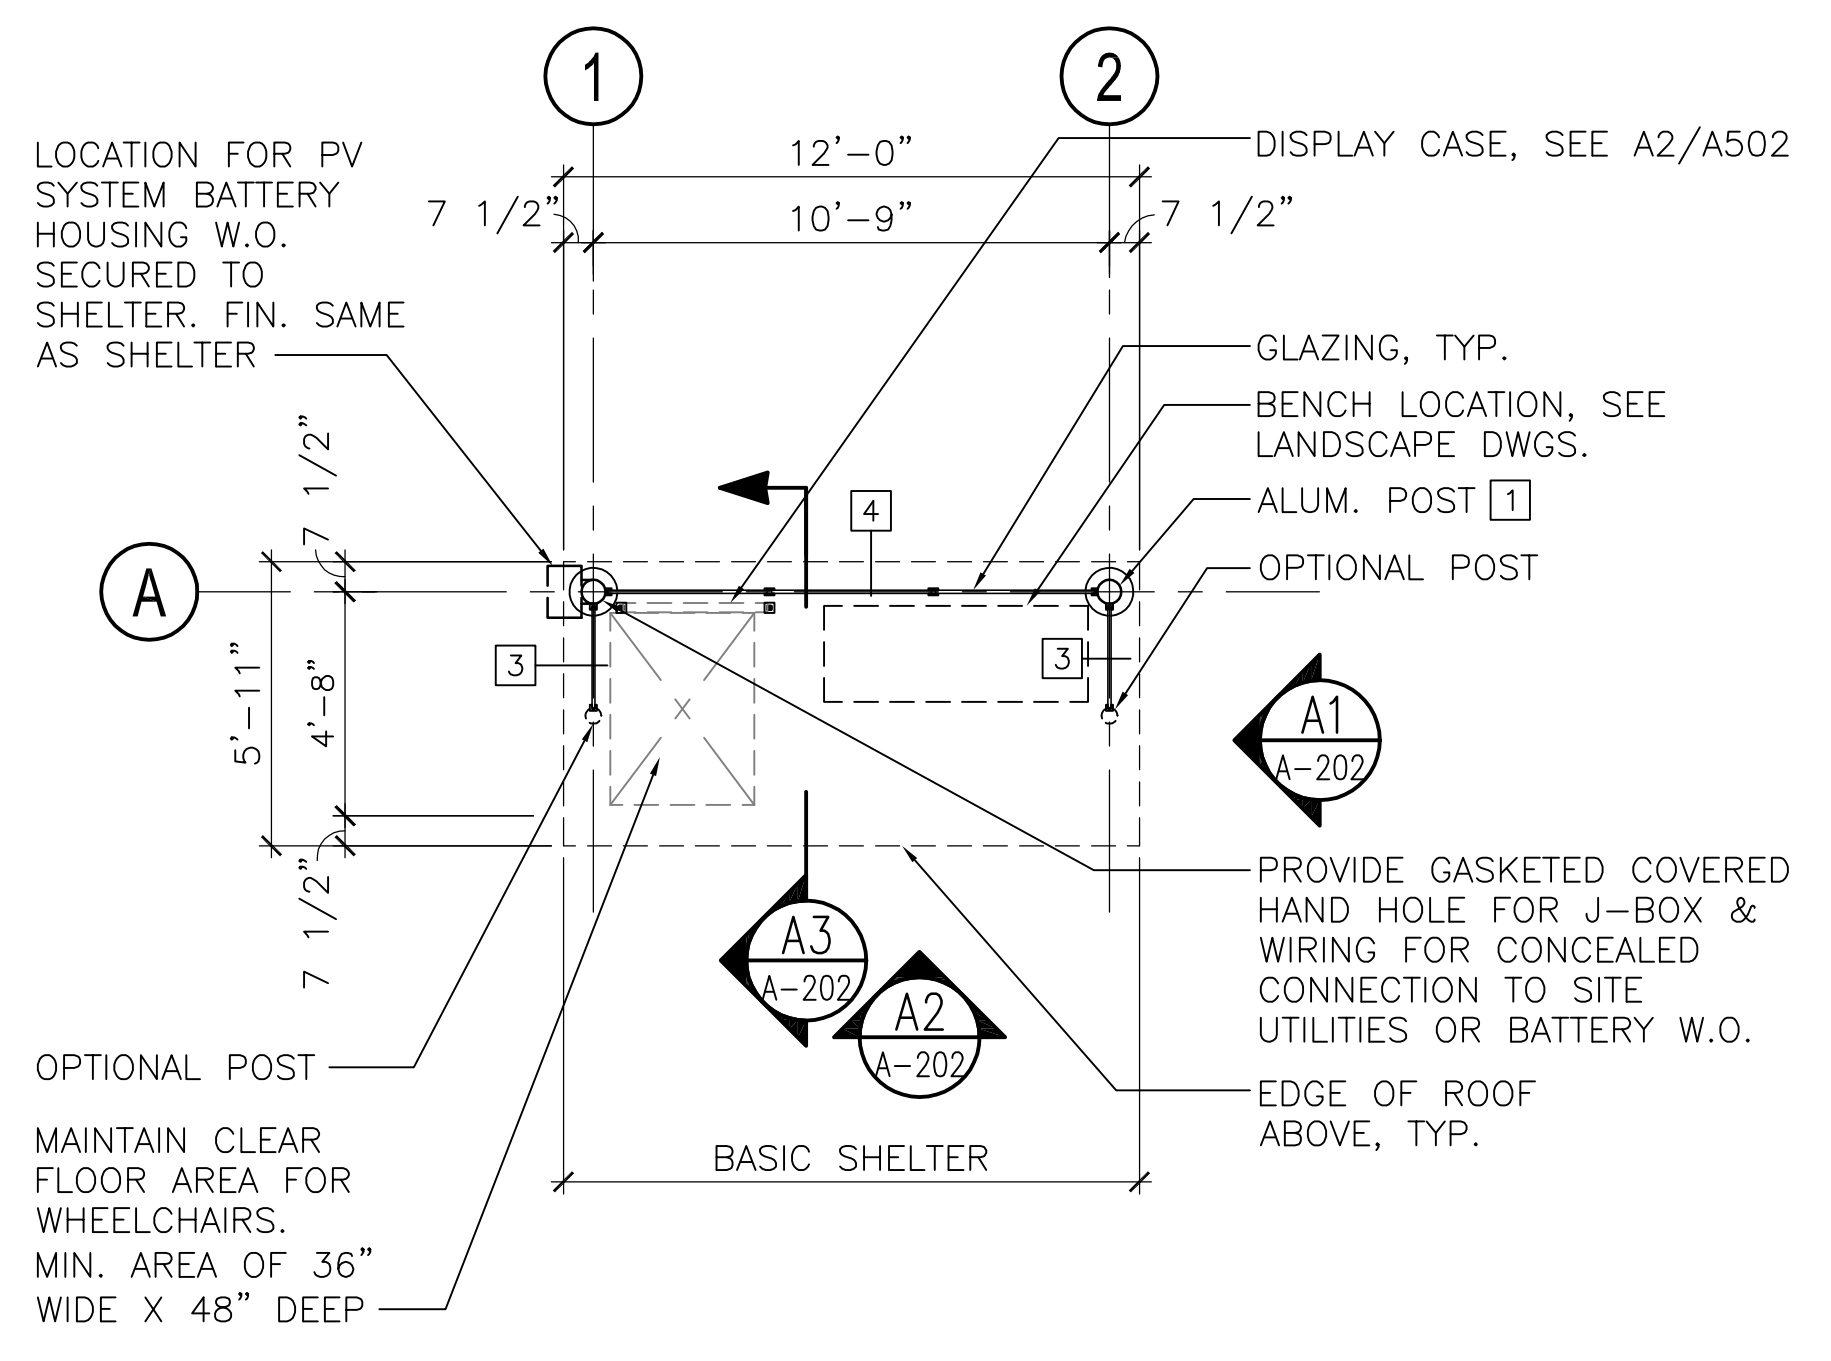 1
2
12'-0"
7 1/2"
10'-9"
7 1/2"
LOCATION FOR PV
SYSTEM BATTERY
HOUSING W.O.
SECURED TO
SHELTER. FIN. SAME
AS SHELTER
DISPLAY CASE, SEE A2/A502
GLAZING, TYP.
BENCH LOCATION, SEE
LANDSCAPE DWGS.
ALUM. POST 1
OPTIONAL POST
7 1/2"
4
A
3
3
X
5'-11"
4'-8"
7 1/2"
A1
A-202
A3
A-202
A2
A-202
PROVIDE GASKETED COVERED
HAND HOLE FOR J-BOX &
WIRING FOR CONCEALED
CONNECTION TO SITE
UTILITIES OR BATTERY W.O.
EDGE OF ROOF
ABOVE, TYP.
OPTIONAL POST
MAINTAIN CLEAR
FLOOR AREA FOR
WHEELCHAIRS.
MIN. AREA OF 36"
WIDE X 48" DEEP
BASIC SHELTER